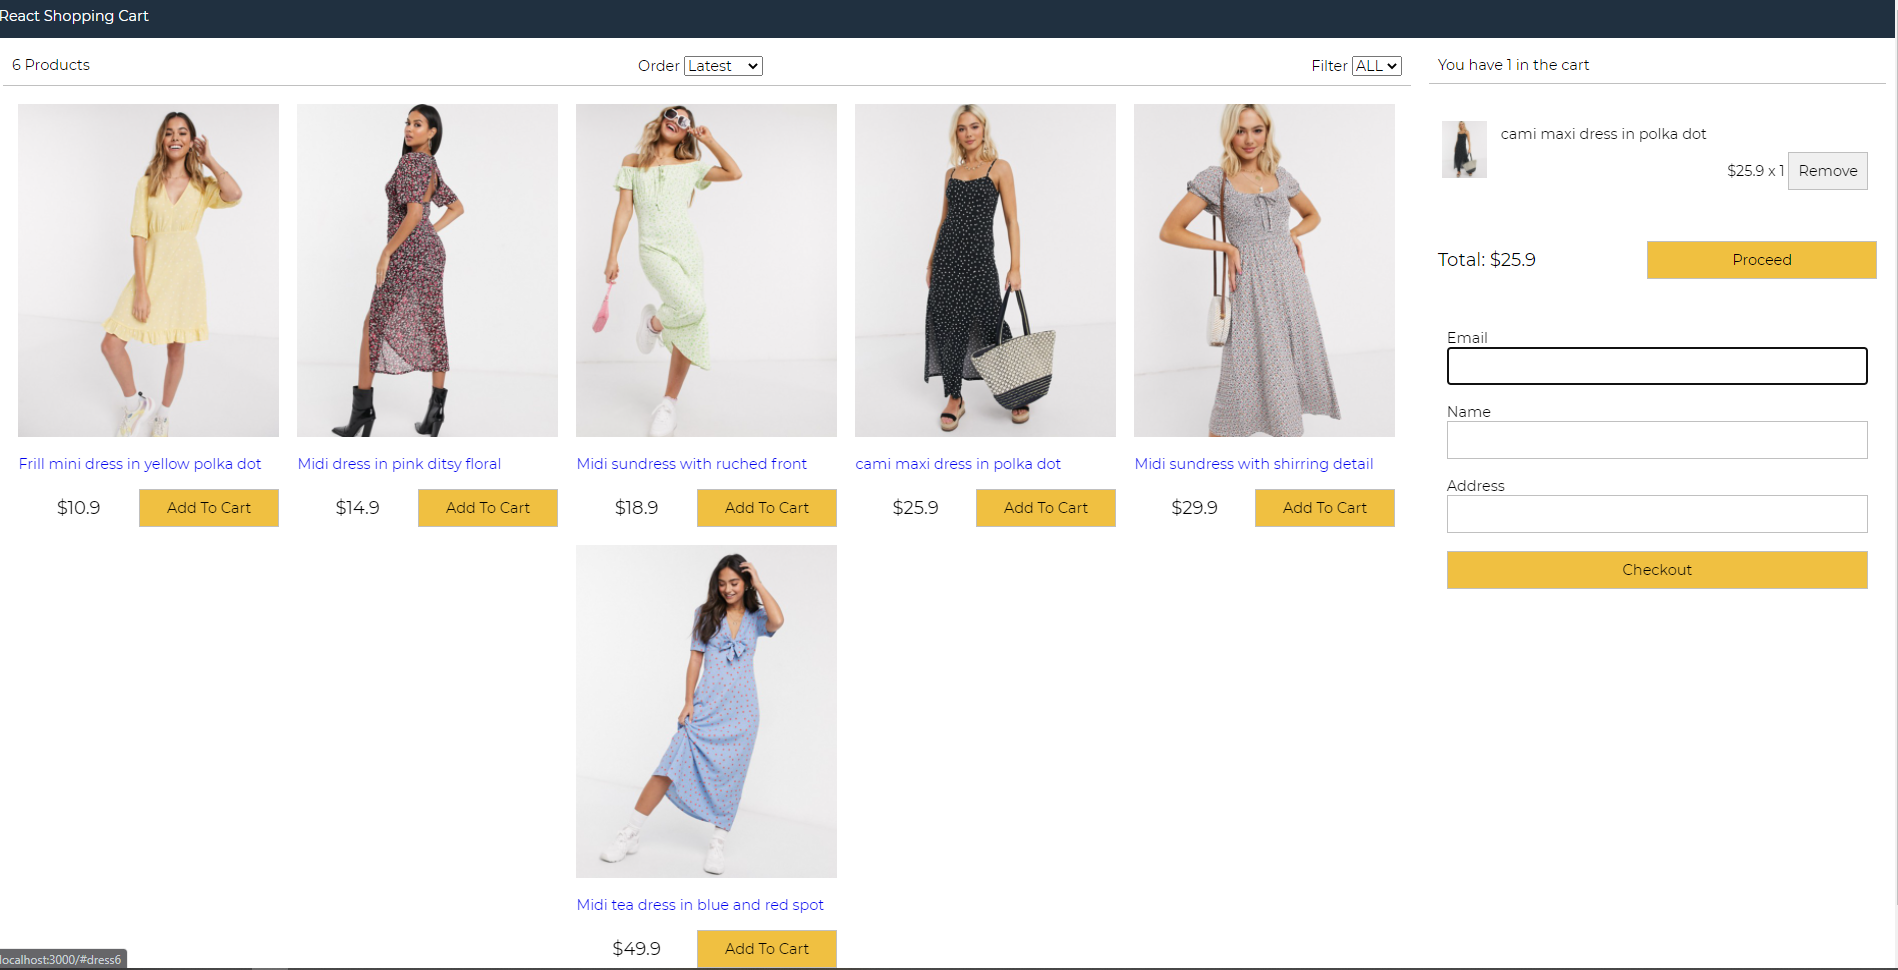 React Shopping Cart
6 Products
Order Latest
Filter ALL
Frill mini dress in yellow polka dot
$10.9 Add To Cart
Midi dress in pink ditsy floral
$14.9 Add To Cart
Midi sundress with ruched front
$18.9 Add To Cart
cami maxi dress in polka dot
$25.9 Add To Cart
Midi sundress with shirring detail
$29.9 Add To Cart
Midi tea dress in blue and red spot
$49.9 Add To Cart
You have 1 in the cart
cami maxi dress in polka dot
$25.9 x 1 Remove
Total: $25.9 Proceed
Email
Name
Address
Checkout
localhost:3000/#dress6